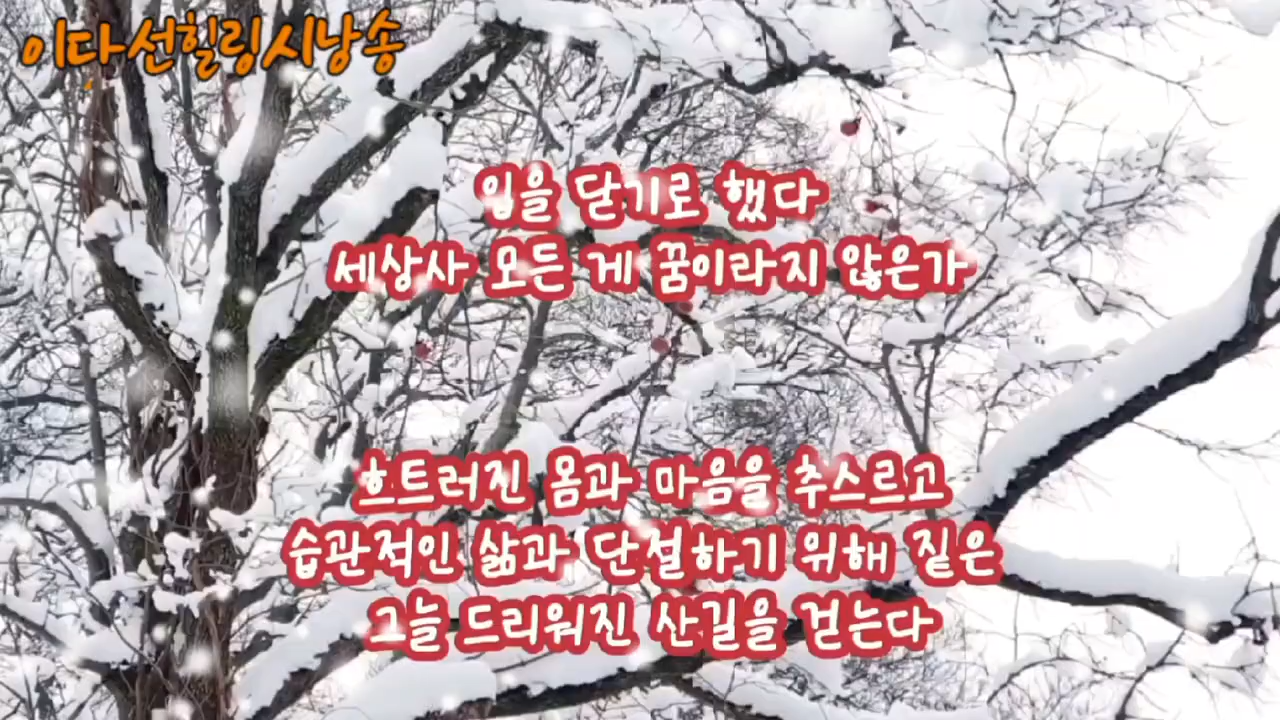 이다선힐링시낭송
입을 닫기로 했다
세상사 모든 게 꿈이라지 않은가
흐트러진 몸과 마음을 추스르고
습관적인 삶과 단절하기 위해 짙은
그늘 드리워진 산길을 걷는다